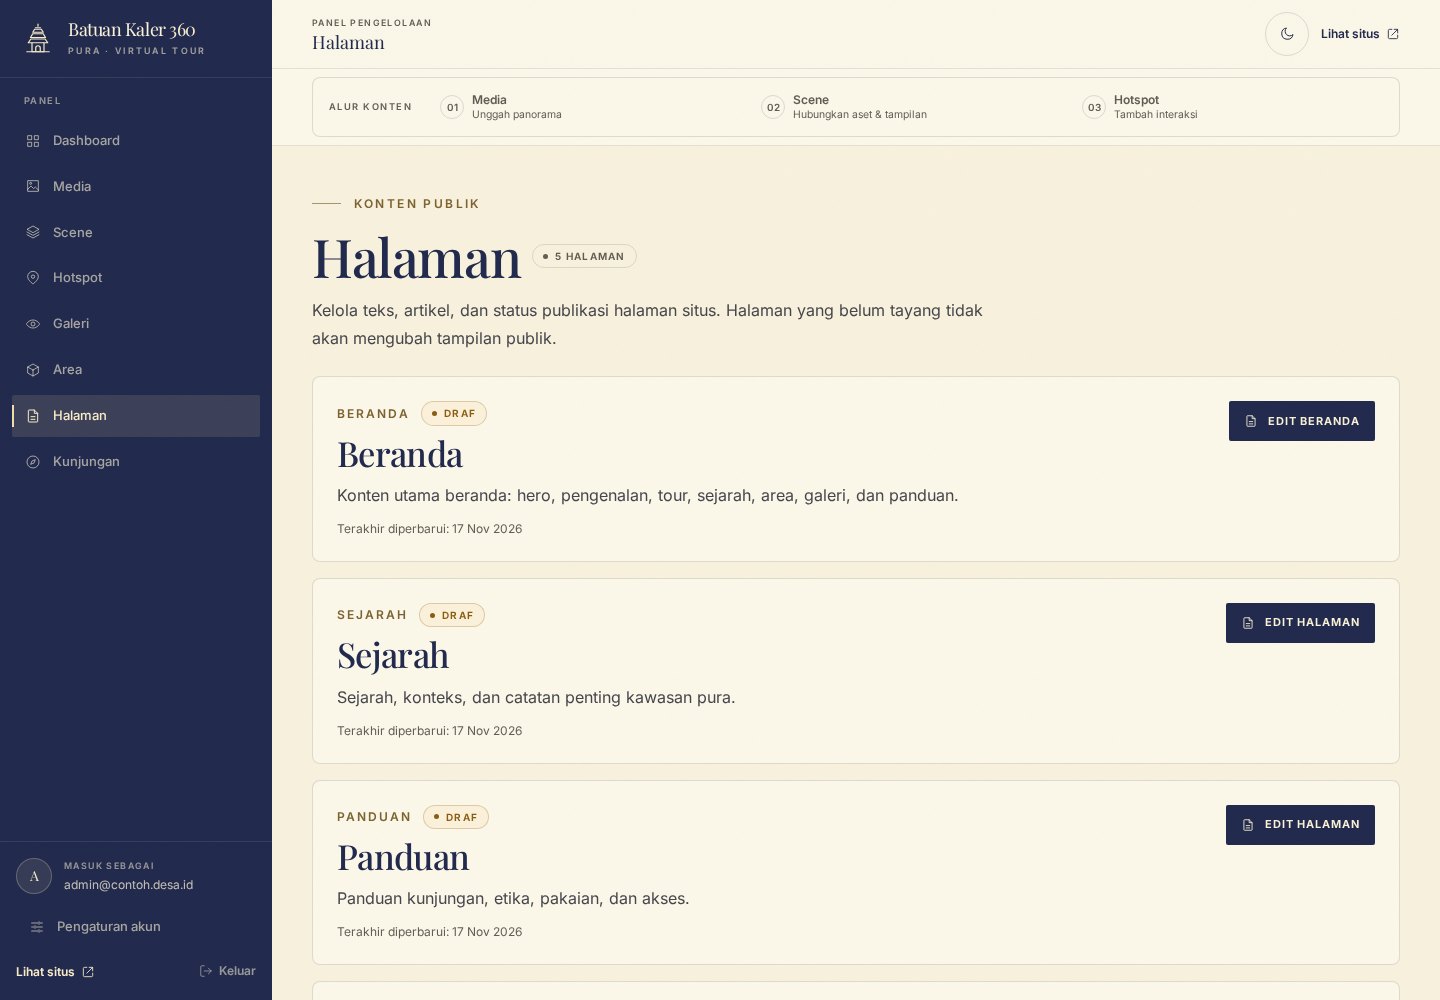 Batuan Kaler 360
PURA · VIRTUAL TOUR
PANEL
Dashboard
Media
Scene
Hotspot
Galeri
Area
Halaman
Kunjungan
A
MASUK SEBAGAI
admin@contoh.desa.id
Pengaturan akun
Lihat situs
Keluar
PANEL PENGELOLAAN
Halaman
Lihat situs
ALUR KONTEN
01
Media
Unggah panorama
02
Scene
Hubungkan aset & tampilan
03
Hotspot
Tambah interaksi
KONTEN PUBLIK
Halaman
5 HALAMAN
Kelola teks, artikel, dan status publikasi halaman situs. Halaman yang belum tayang tidak
akan mengubah tampilan publik.
BERANDA
DRAF
EDIT BERANDA
Beranda
Konten utama beranda: hero, pengenalan, tour, sejarah, area, galeri, dan panduan.
Terakhir diperbarui: 17 Nov 2026
SEJARAH
DRAF
EDIT HALAMAN
Sejarah
Sejarah, konteks, dan catatan penting kawasan pura.
Terakhir diperbarui: 17 Nov 2026
PANDUAN
DRAF
EDIT HALAMAN
Panduan
Panduan kunjungan, etika, pakaian, dan akses.
Terakhir diperbarui: 17 Nov 2026